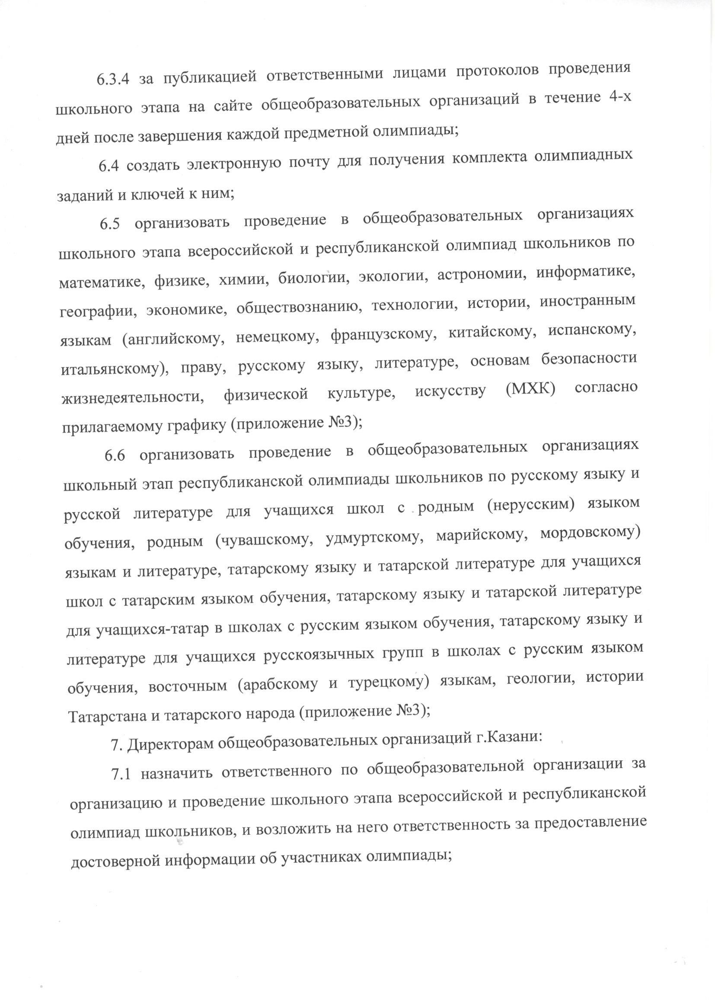 6.3.4 за публикацией ответственными лицами протоколов проведения
школьного этапа на сайте общеобразовательных организаций в течение 4-х
дней после завершения каждой предметной олимпиады;
6.4 создать электронную почту для получения комплекта олимпиадных
заданий и ключей к ним;
6.5 организовать проведение в общеобразовательных организациях
школьного этапа всероссийской и республиканской олимпиад школьников по
математике, физике, химии, биологии, экологии, астрономии, информатике,
географии, экономике, обществознанию, технологии, истории, иностранным
языкам (английскому, немецкому, французскому, китайскому, испанскому,
итальянскому), праву, русскому языку, литературе, основам безопасности
жизнедеятельности, физической культуре, искусству (МХК) согласно
прилагаемому графику (приложение №3);
6.6 организовать проведение в общеобразовательных организациях
школьный этап республиканской олимпиады школьников по русскому языку и
русской литературе для учащихся школ с родным (нерусским) языком
обучения, родным (чувашскому, удмуртскому, марийскому, мордовскому)
языкам и литературе, татарскому языку и татарской литературе для учащихся
школ с татарским языком обучения, татарскому языку и татарской литературе
для учащихся-татар в школах с русским языком обучения, татарскому языку и
литературе для учащихся русскоязычных групп в школах с русским языком
обучения, восточным (арабскому и турецкому) языкам, геологии, истории
Татарстана и татарского народа (приложение №3);
7. Директорам общеобразовательных организаций г.Казани:
7.1 назначить ответственного по общеобразовательной организации за
организацию и проведение школьного этапа всероссийской и республиканской
олимпиад школьников, и возложить на него ответственность за предоставление
достоверной информации об участниках олимпиады;